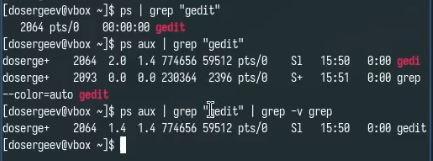 [dosergeev@vbox ~]$ ps | grep "gedit"
   2064 pts/0    00:00:00 gedit
[dosergeev@vbox ~]$ ps aux | grep "gedit"
doserge+    2064  2.0  1.4 774656 59512 pts/0    Sl   15:50   0:00 gedi
doserge+    2093  0.0  0.0 230364  2396 pts/0    S+   15:51   0:00 grep
--color=auto gedit
[dosergeev@vbox ~]$ ps aux | grep "gedit" | grep -v grep
doserge+    2064  1.4  1.4 774656 59512 pts/0    Sl   15:50   0:00 gedit
[dosergeev@vbox ~]$